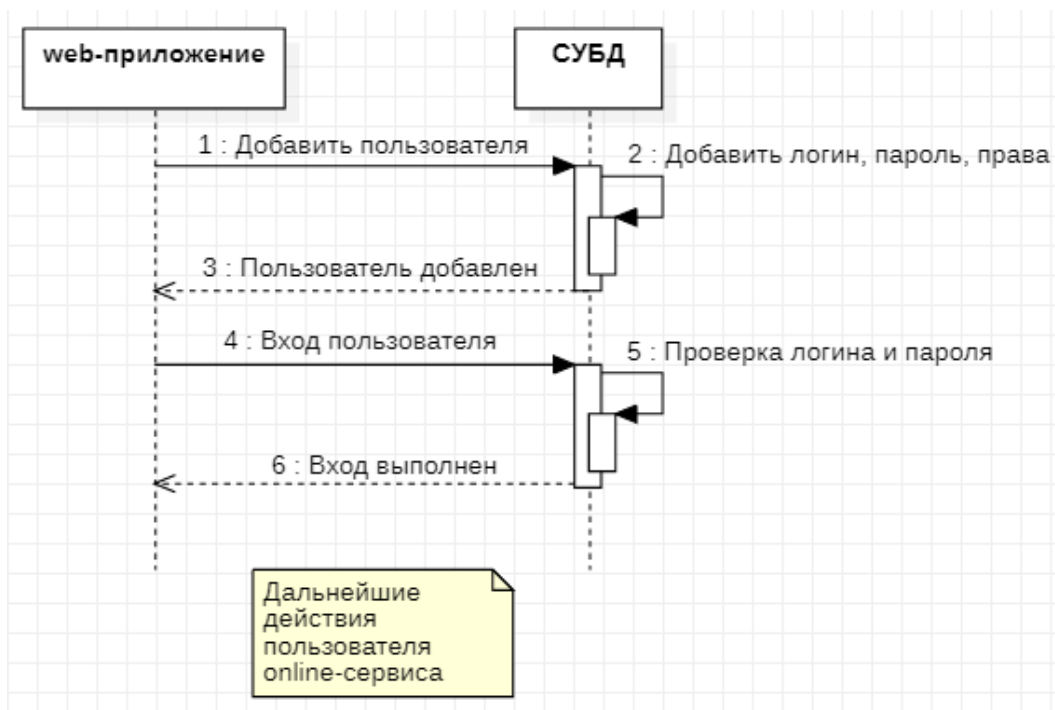 web-приложение
СУБД
1 : Добавить пользователя
2 : Добавить логин, пароль, права
3 : Пользователь добавлен
4 : Вход пользователя
5 : Проверка логина и пароля
6 : Вход выполнен
Дальнейшие
действия
пользователя
online-сервиса